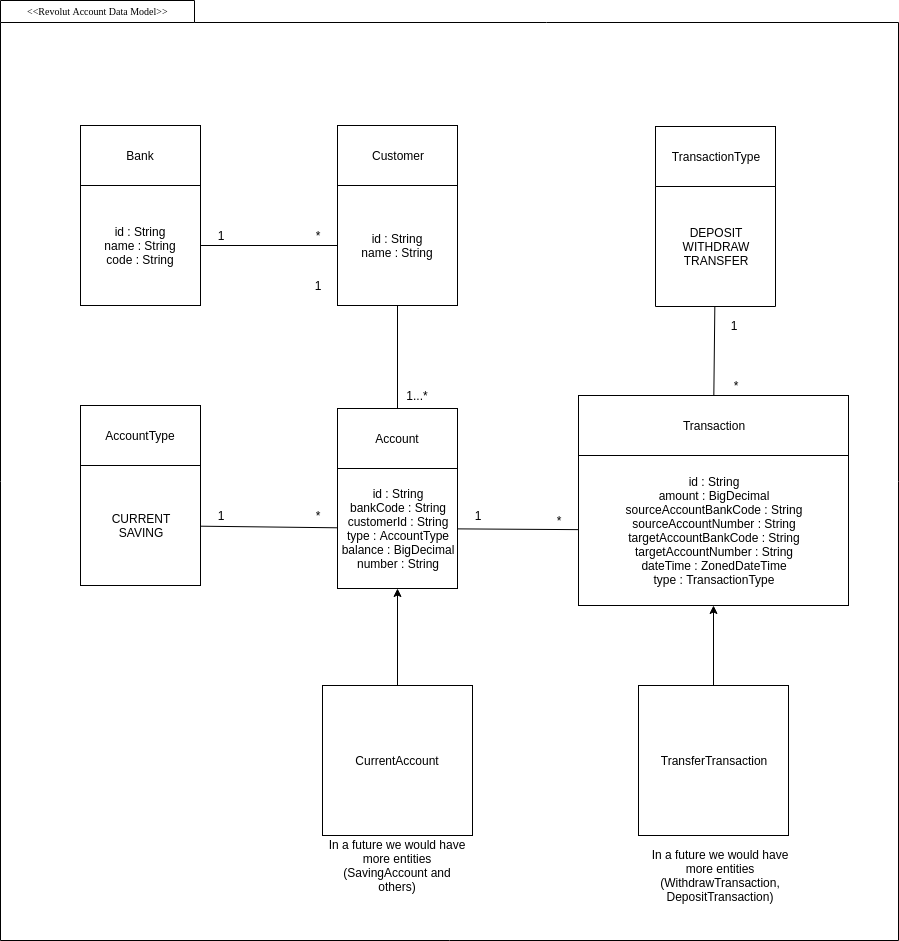 <<Revolut Account Data Model>>
Bank
id : String
name : String
code : String
1
*
Customer
id : String
name : String
1
1...*
TransactionType
DEPOSIT
WITHDRAW
TRANSFER
1
*
AccountType
CURRENT
SAVING
1
*
Account
id : String
bankCode : String
customerId : String
type : AccountType
balance : BigDecimal
number : String
1
*
Transaction
id : String
amount : BigDecimal
sourceAccountBankCode : String
sourceAccountNumber : String
targetAccountBankCode : String
targetAccountNumber : String
dateTime : ZonedDateTime
type : TransactionType
CurrentAccount
In a future we would have
more entities
(SavingAccount and
others)
TransferTransaction
In a future we would have
more entities
(WithdrawTransaction,
DepositTransaction)